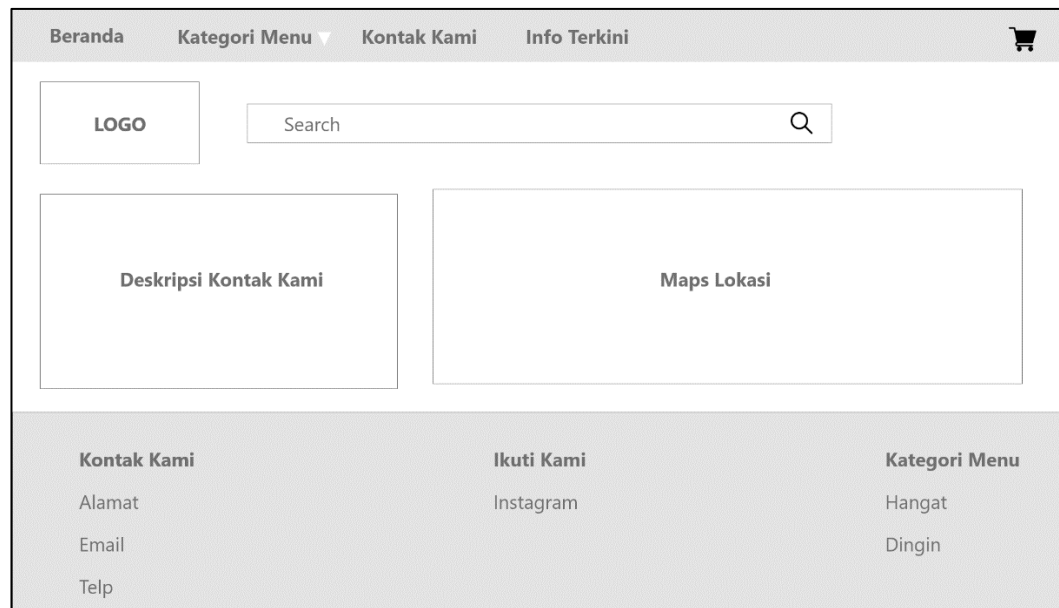 Beranda Kategori Menu Kontak Kami Info Terkini
LOGO
Search
Deskripsi Kontak Kami
Maps Lokasi
Kontak Kami
Alamat
Email
Telp
Ikuti Kami
Instagram
Kategori Menu
Hangat
Dingin